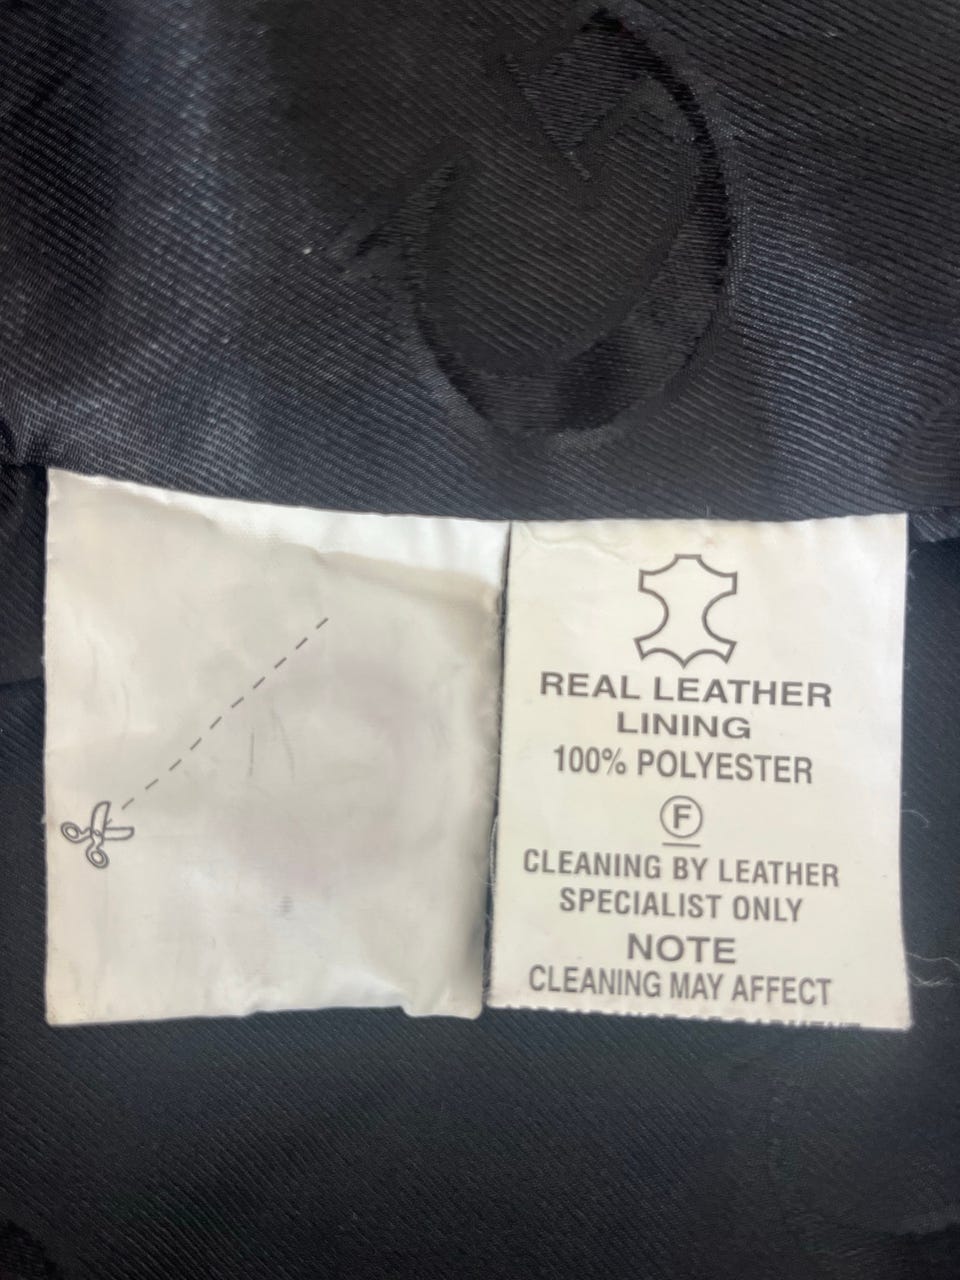 REAL LEATHER
LINING
100% POLYESTER
F
CLEANING BY LEATHER
SPECIALIST ONLY
NOTE
CLEANING MAY AFFECT